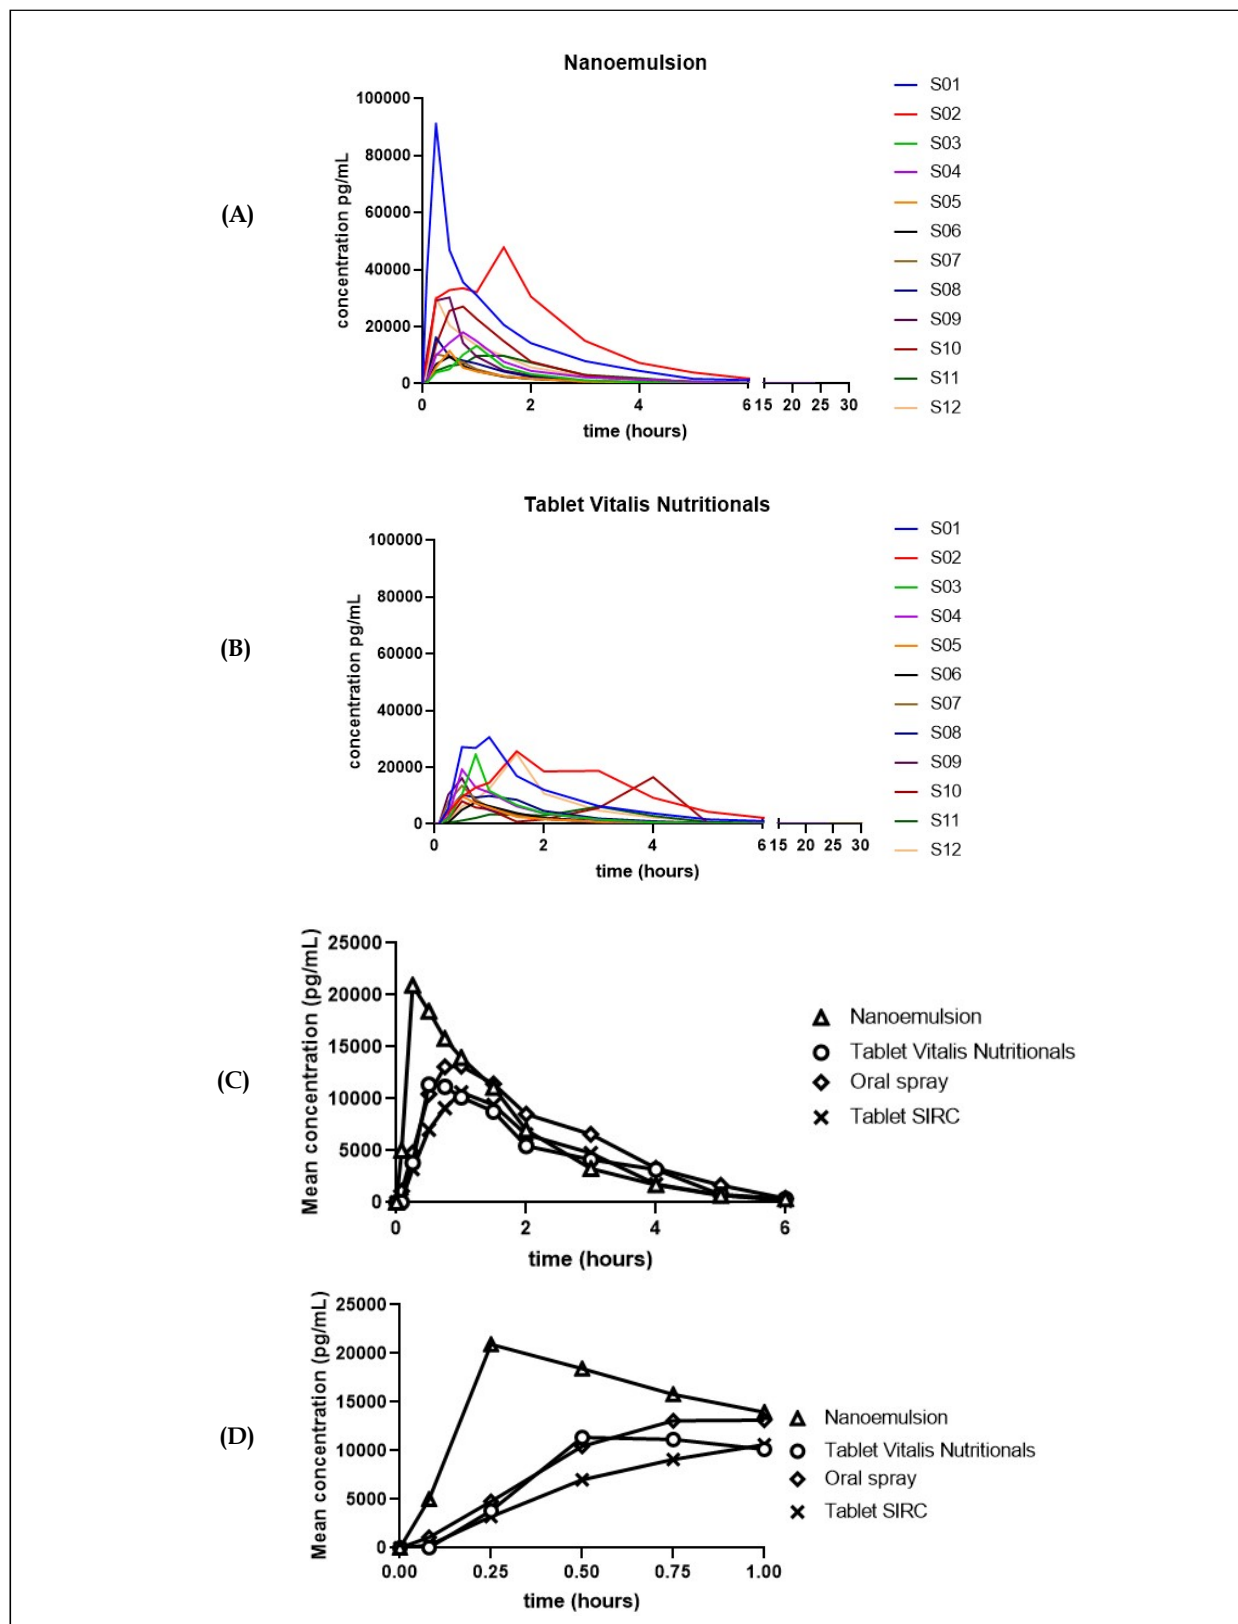 Nanoemulsion
(A)
concentration pg/mL
100000
80000
60000
40000
20000
0
0 2 4 6 15 20 25 30
time (hours)
S01
S02
S03
S04
S05
S06
S07
S08
S09
S10
S11
S12
Tablet Vitalis Nutritionals
(B)
concentration pg/mL
100000
80000
60000
40000
20000
0
0 2 4 6 15 20 25 30
time (hours)
S01
S02
S03
S04
S05
S06
S07
S08
S09
S10
S11
S12
(C)
Mean concentration (pg/mL)
25000
20000
15000
10000
5000
0
0 2 4 6
time (hours)
Nanoemulsion
Tablet Vitalis Nutritionals
Oral spray
Tablet SIRC
(D)
Mean concentration (pg/mL)
25000
20000
15000
10000
5000
0
0.00 0.25 0.50 0.75 1.00
time (hours)
Nanoemulsion
Tablet Vitalis Nutritionals
Oral spray
Tablet SIRC